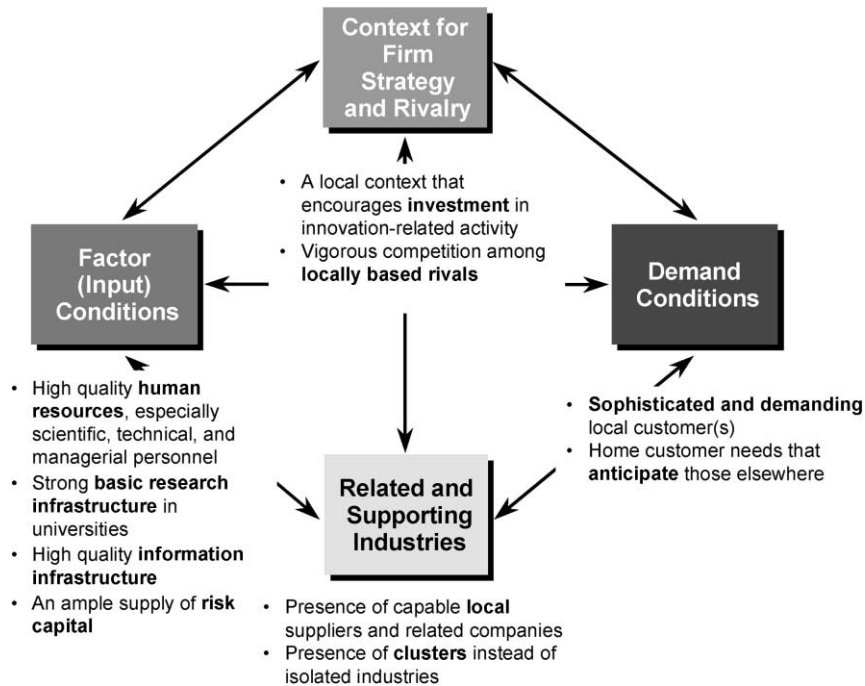 Context for
Firm
Strategy
and Rivalry
• A local context that
encourages investment in
innovation-related activity
• Vigorous competition among
locally based rivals
Factor
(Input)
Conditions
Demand
Conditions
• High quality human
resources, especially
scientific, technical, and
managerial personnel
• Strong basic research
infrastructure in
universities
• High quality information
infrastructure
• An ample supply of risk
capital
• Sophisticated and demanding
local customer(s)
• Home customer needs that
anticipate those elsewhere
Related and
Supporting
Industries
• Presence of capable local
suppliers and related companies
• Presence of clusters instead of
isolated industries